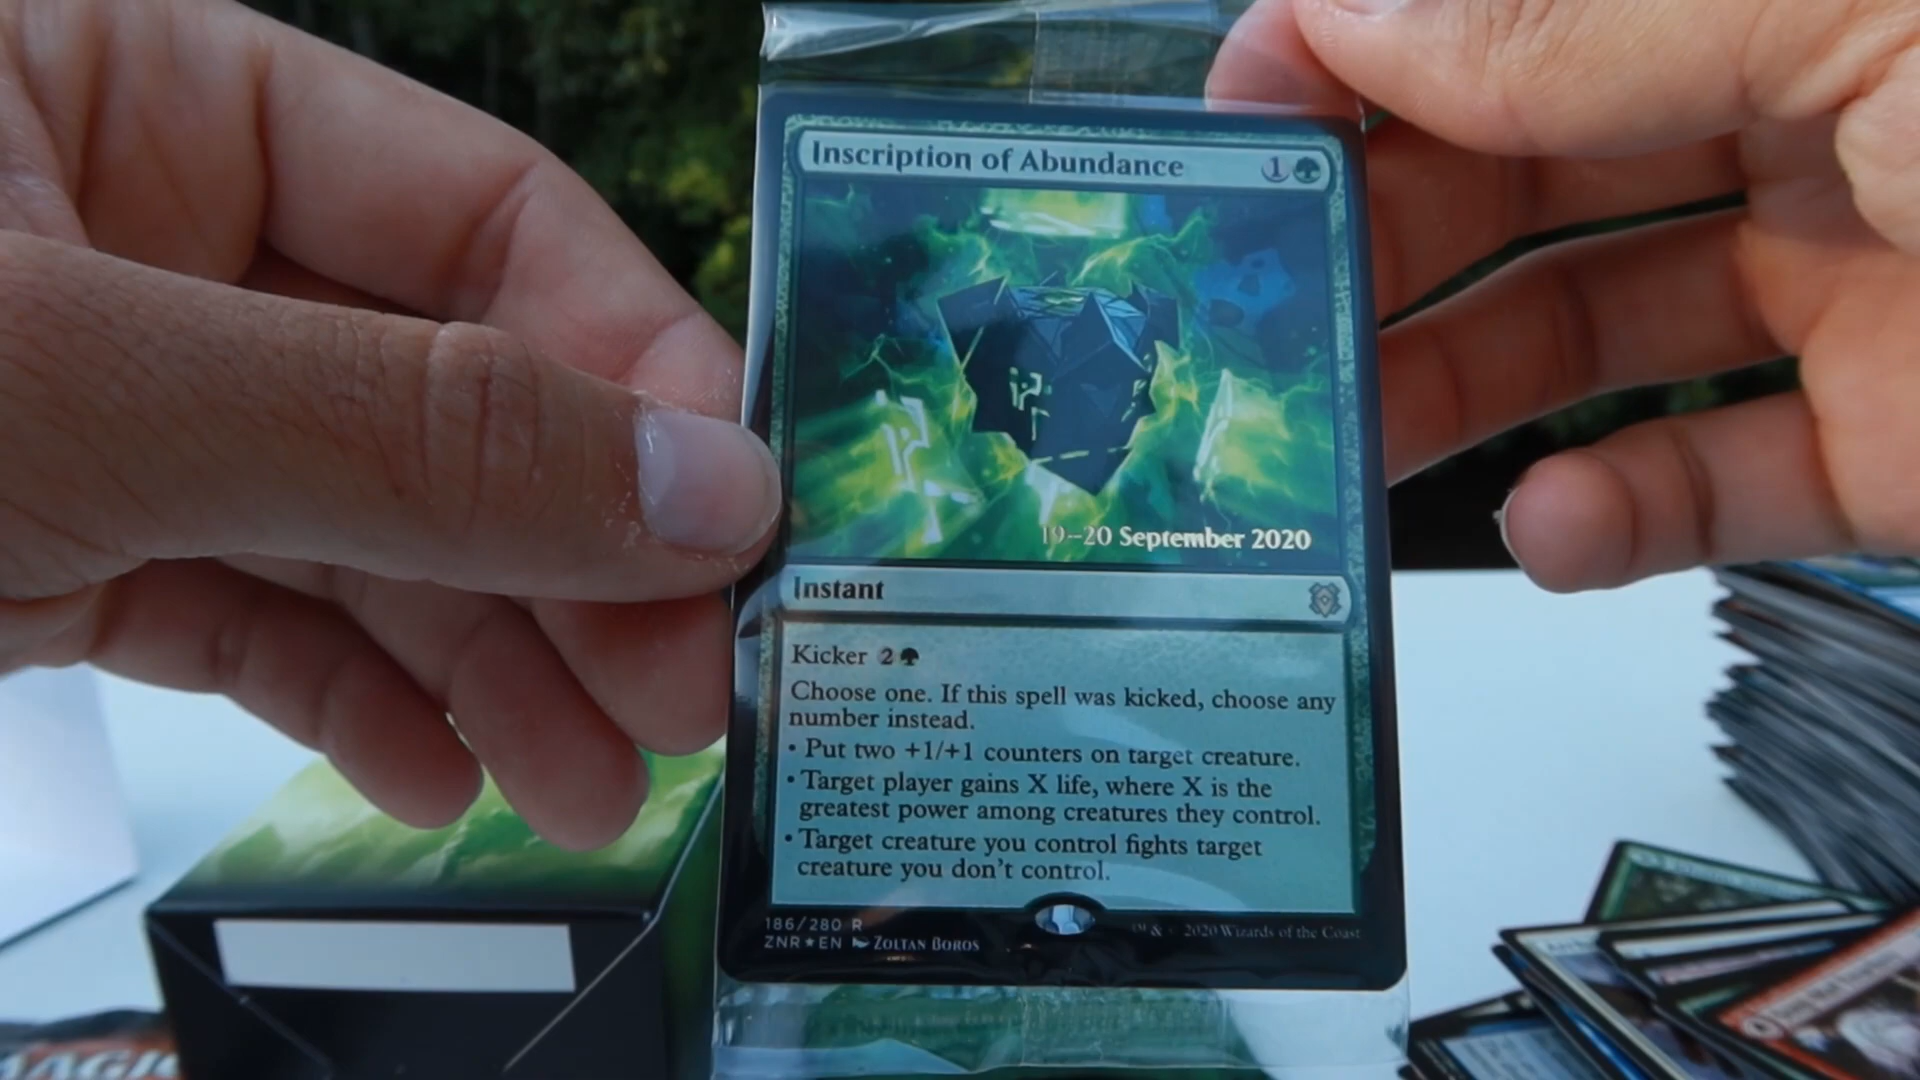 Inscription of Abundance 1
19–20 September 2020
Instant
Kicker 2
Choose one. If this spell was kicked, choose any
number instead.
• Put two +1/+1 counters on target creature.
• Target player gains X life, where X is the
greatest power among creatures they control.
• Target creature you control fights target
creature you don't control.
186/280 R
ZNR ★ EN Zoltan Boros
™ & © 2020 Wizards of the Coast
MAGIC